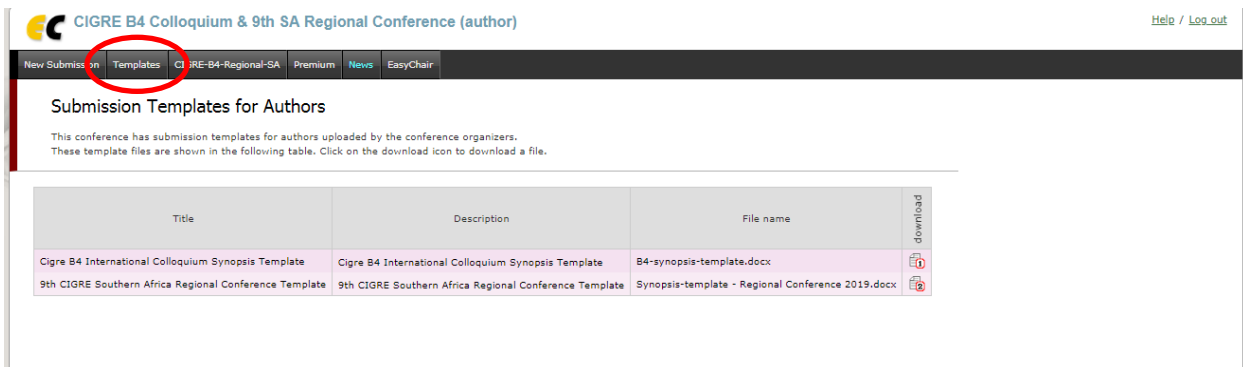 CIGRE B4 Colloquium & 9th SA Regional Conference (author)
Help / Log out
New Submission Templates CIGRE-B4-Regional-SA Premium News EasyChair
Submission Templates for Authors
This conference has submission templates for authors uploaded by the conference organizers.
These template files are shown in the following table. Click on the download icon to download a file.
Title Description File name download
Cigre B4 International Colloquium Synopsis Template Cigre B4 International Colloquium Synopsis Template B4-synopsis-template.docx 1
9th CIGRE Southern Africa Regional Conference Template 9th CIGRE Southern Africa Regional Conference Template Synopsis-template - Regional Conference 2019.docx 2